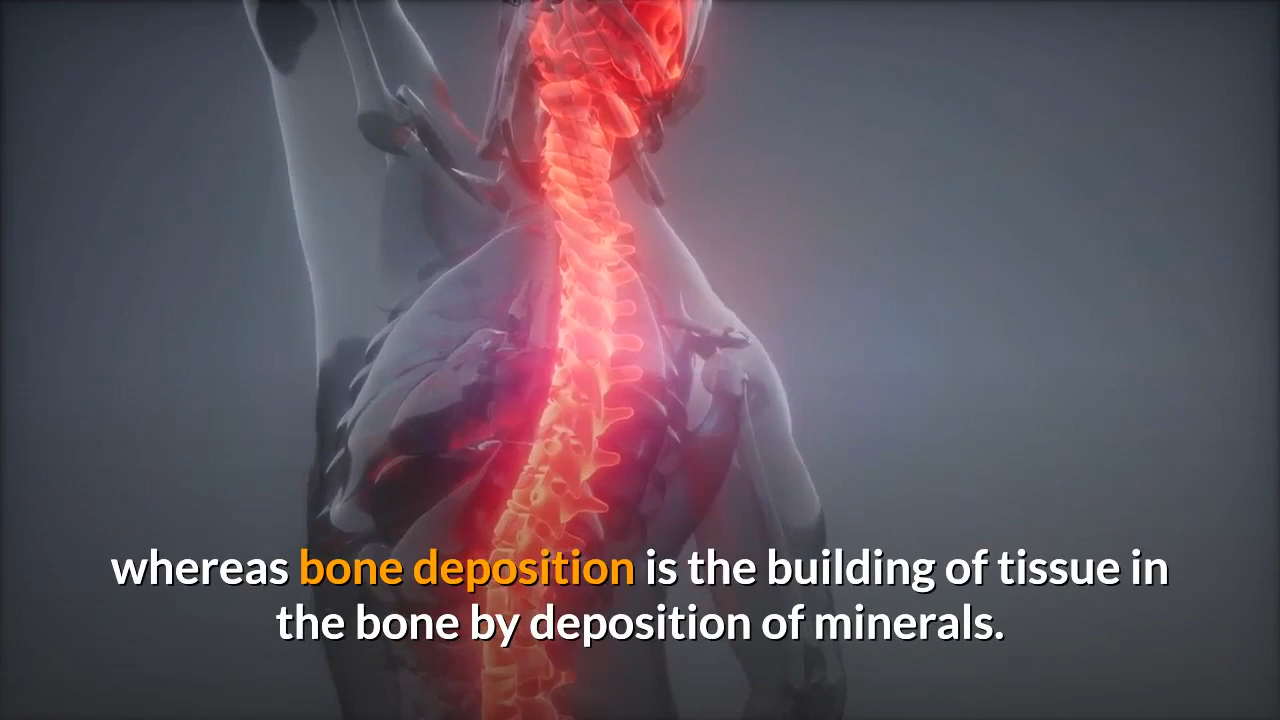 whereas bone deposition is the building of tissue in
the bone by deposition of minerals.